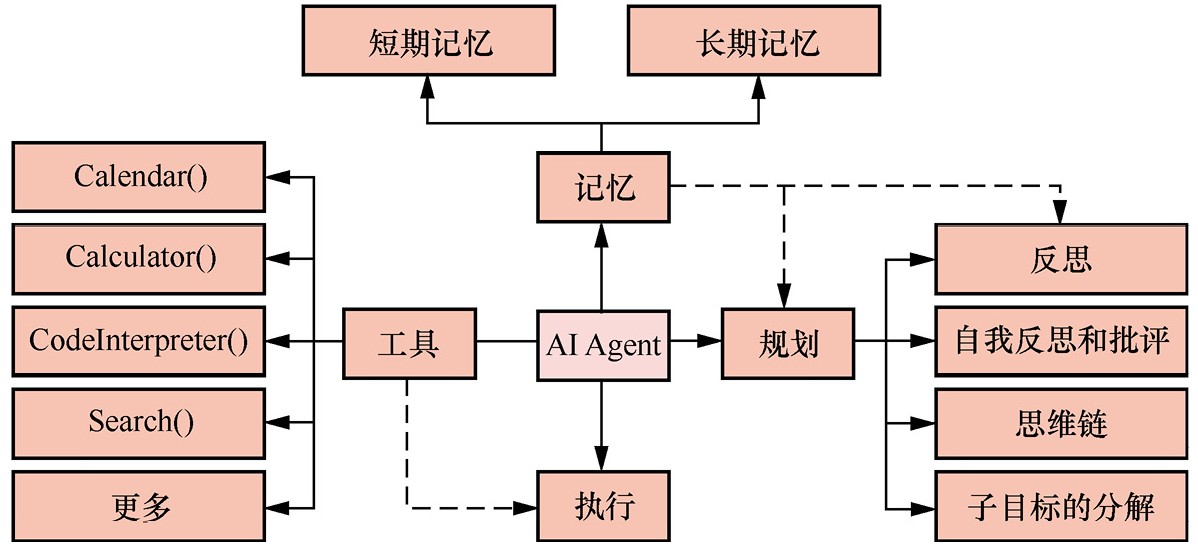 短期记忆
长期记忆
Calendar()
记忆
Calculator()
反思
CodeInterpreter()
工具
AI Agent
规划
自我反思和批评
Search()
思维链
更多
执行
子目标的分解